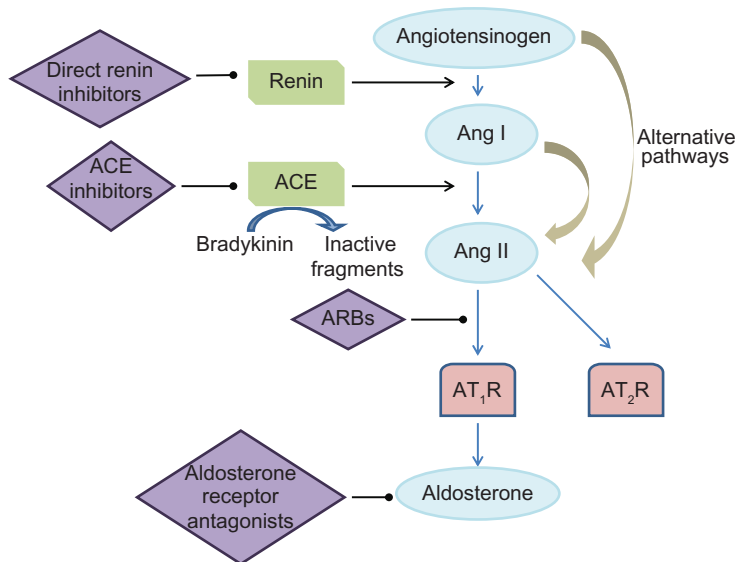 Angiotensinogen
Direct renin
inhibitors
Renin
Ang I
Alternative
pathways
ACE
inhibitors
ACE
Bradykinin
Inactive
fragments
Ang II
ARBs
AT₁R
AT₂R
Aldosterone
receptor
antagonists
Aldosterone